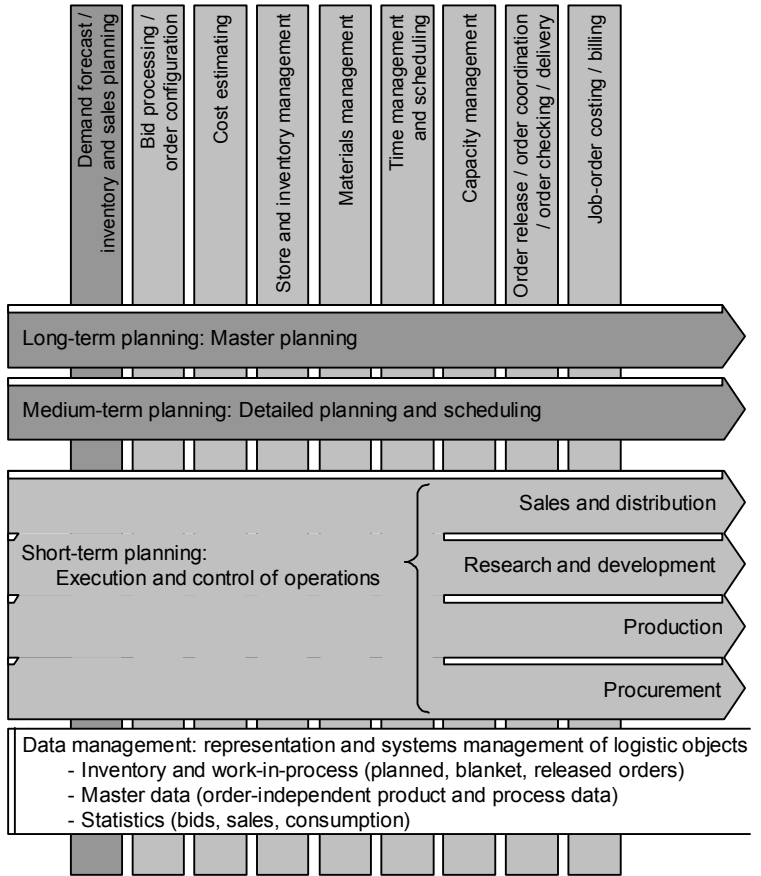 Demand forecast /
inventory and sales planning
Bid processing /
order configuration
Cost estimating
Store and inventory management
Materials management
Time management
and scheduling
Capacity management
Order release / order coordination
/ order checking / delivery
Job-order costing / billing
Long-term planning: Master planning
Medium-term planning: Detailed planning and scheduling
Sales and distribution
Short-term planning:
Execution and control of operations
Research and development
Production
Procurement
Data management: representation and systems management of logistic objects
- Inventory and work-in-process (planned, blanket, released orders)
- Master data (order-independent product and process data)
- Statistics (bids, sales, consumption)